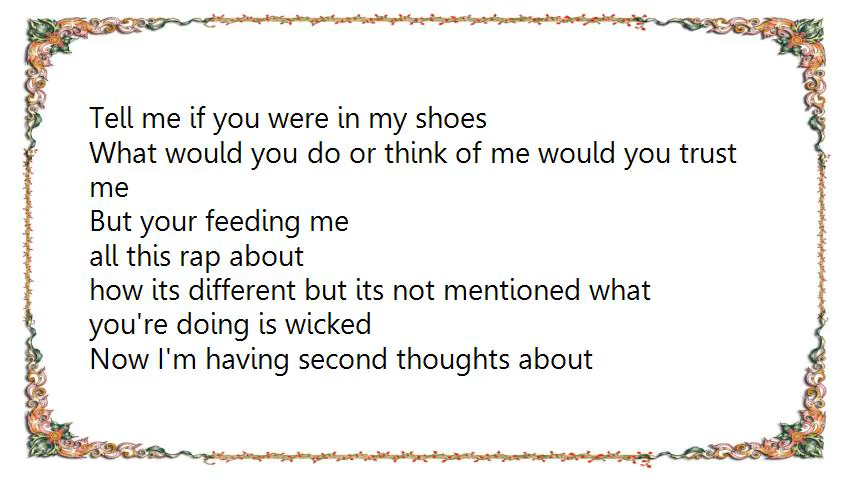 Tell me if you were in my shoes
What would you do or think of me would you trust
me
But your feeding me
all this rap about
how its different but its not mentioned what
you're doing is wicked
Now I'm having second thoughts about